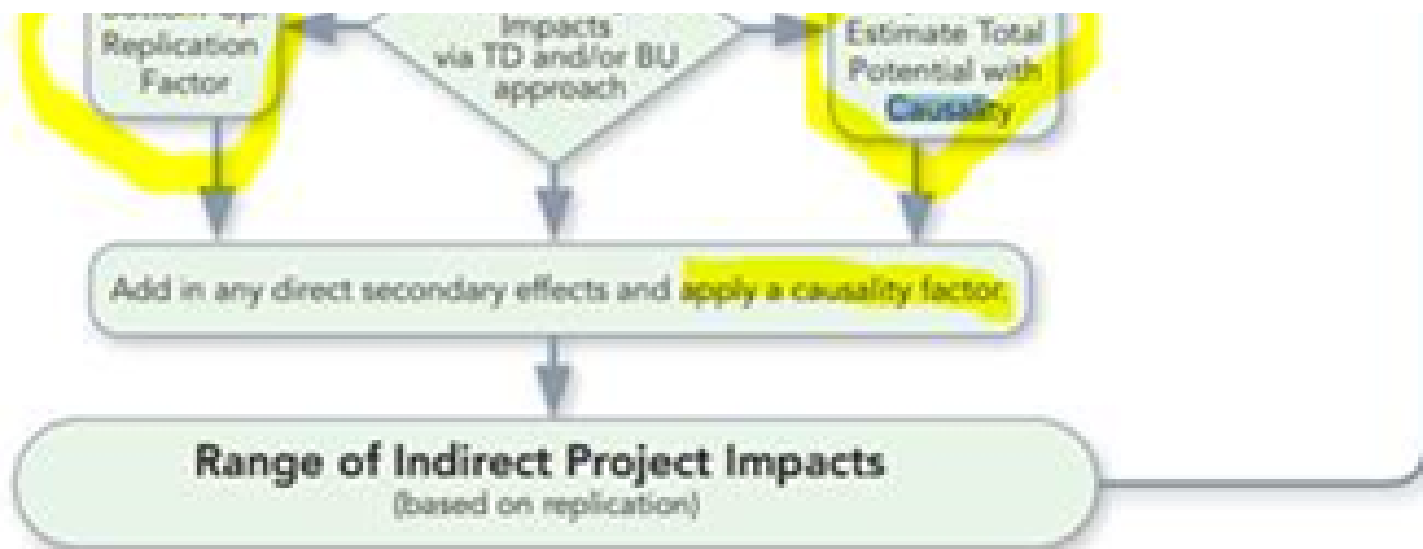 Replication
Factor
Impacts
via TD and/or BU
approach
Estimate Total
Potential with
Causality
Add in any direct secondary effects and apply a causality factor.
Range of Indirect Project Impacts
(based on replication)